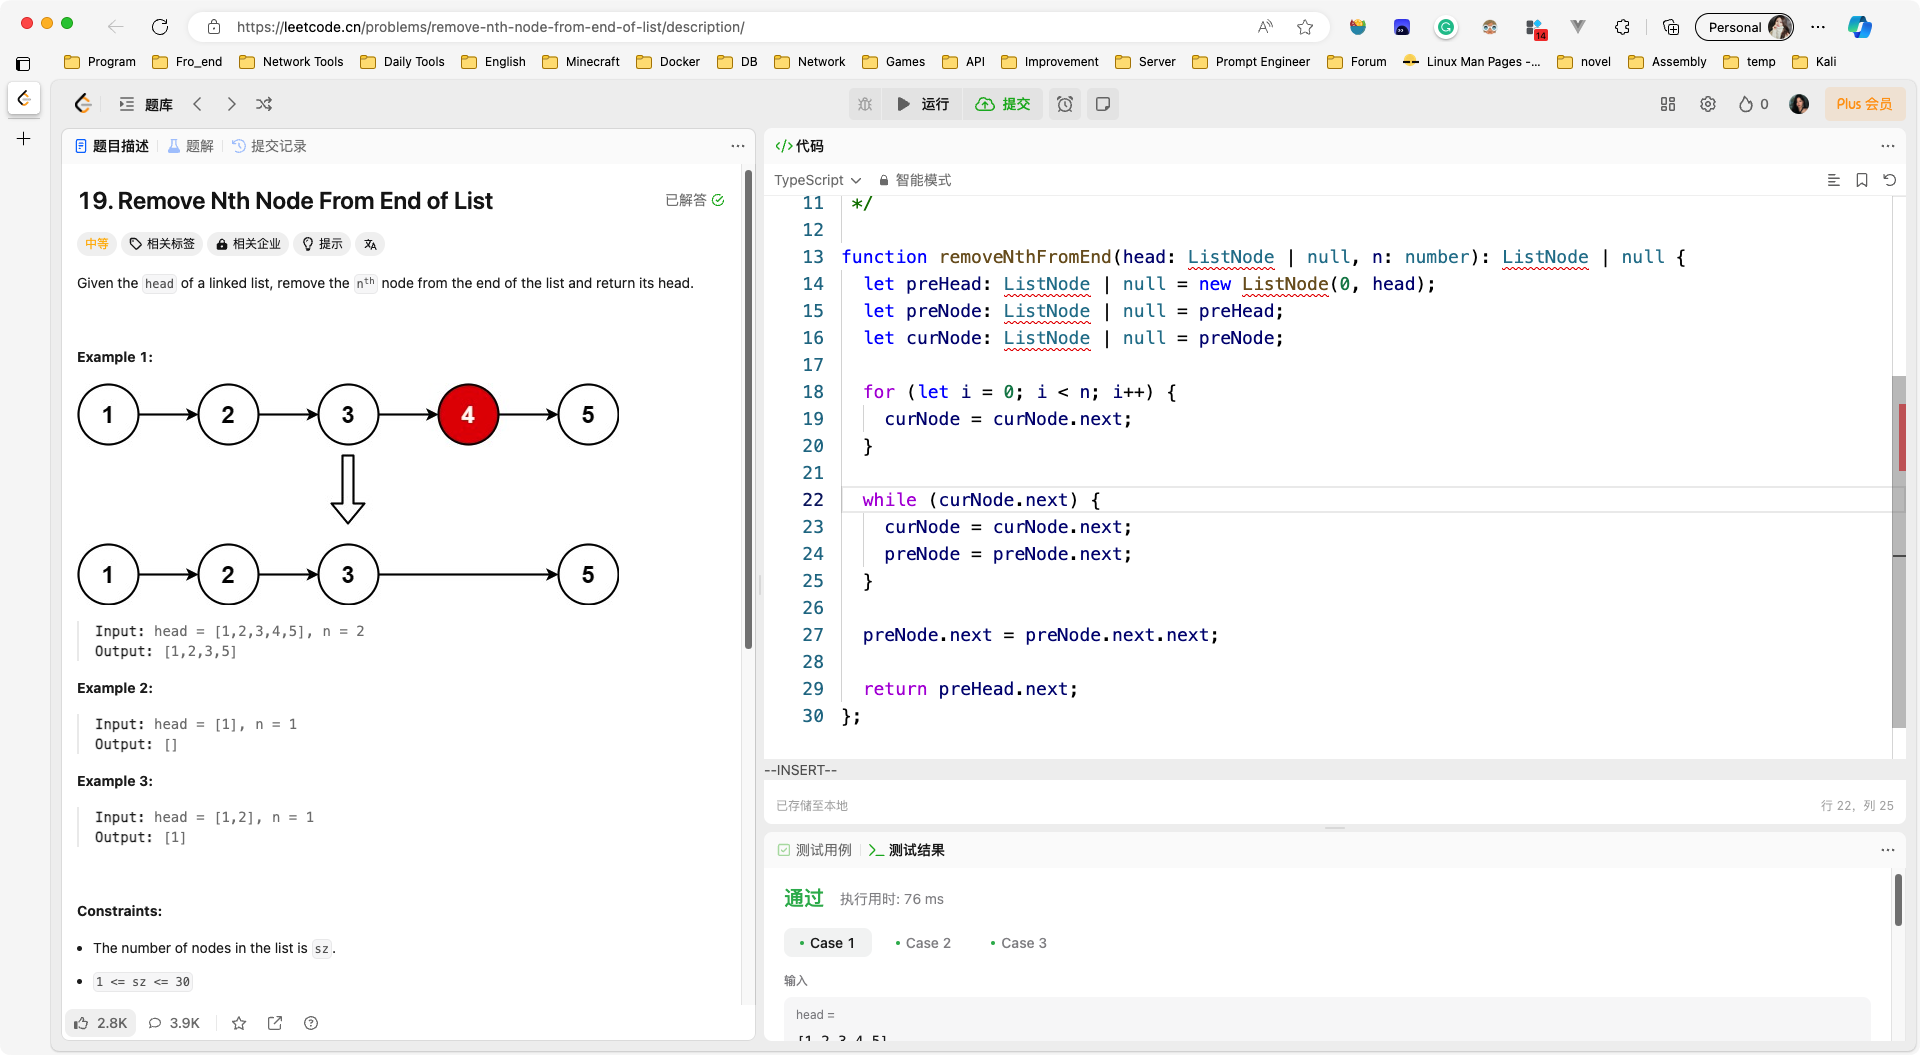 https://leetcode.cn/problems/remove-nth-node-from-end-of-list/description/
14
Personal
Program
Fro_end
Network Tools
Daily Tools
English
Minecraft
Docker
DB
Network
Games
API
Improvement
Server
Prompt Engineer
Forum
Linux Man Pages -...
novel
Assembly
temp
Kali
题库
运行
提交
0
Plus 会员
题目描述
题解
提交记录
19. Remove Nth Node From End of List
已解答
中等
相关标签
相关企业
提示
Given the head of a linked list, remove the nth node from the end of the list and return its head.
Example 1:
1 2 3 4 5
1 2 3 5
Input: head = [1,2,3,4,5], n = 2
Output: [1,2,3,5]
Example 2:
Input: head = [1], n = 1
Output: []
Example 3:
Input: head = [1,2], n = 1
Output: [1]
Constraints:
• The number of nodes in the list is sz.
• 1 <= sz <= 30
2.8K
3.9K
</> 代码
TypeScript
智能模式
11 */
12
13 function removeNthFromEnd(head: ListNode | null, n: number): ListNode | null {
14 let preHead: ListNode | null = new ListNode(0, head);
15 let preNode: ListNode | null = preHead;
16 let curNode: ListNode | null = preNode;
17
18 for (let i = 0; i < n; i++) {
19 curNode = curNode.next;
20 }
21
22 while (curNode.next) {
23 curNode = curNode.next;
24 preNode = preNode.next;
25 }
26
27 preNode.next = preNode.next.next;
28
29 return preHead.next;
30 };
--INSERT--
已存储至本地
行 22, 列 25
测试用例
测试结果
通过
执行用时: 76 ms
• Case 1
• Case 2
• Case 3
输入
head =
[1,2,3,4,5]